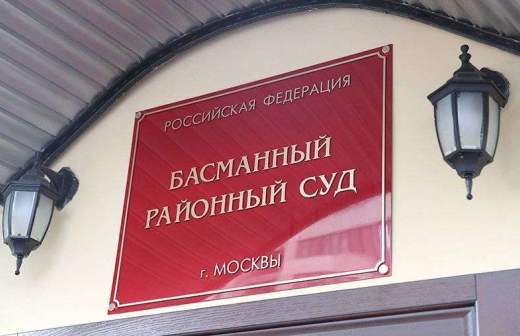 РОССИЙСКАЯ ФЕДЕРАЦИЯ
БАСМАННЫЙ
РАЙОННЫЙ СУД
г. МОСКВЫ